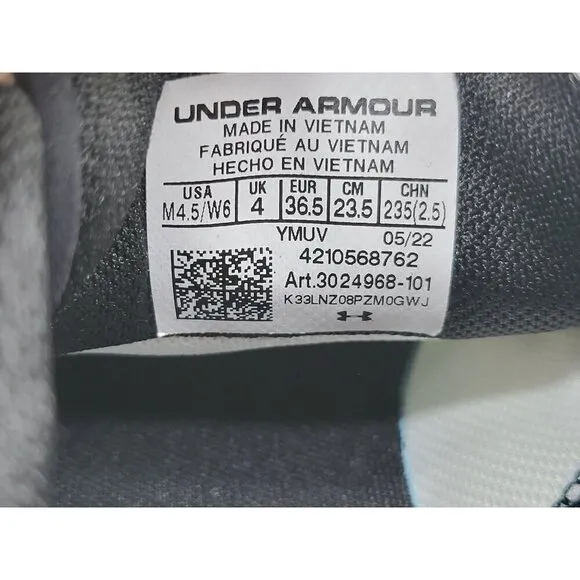 UNDER ARMOUR
MADE IN VIETNAM
FABRIQUÉ AU VIETNAM
HECHO EN VIETNAM
USA UK EUR CM CHN
M4.5/W6 4 36.5 23.5 235(2.5)
YMUV 05/22
4210568762
Art.3024968-101
K33LNZ08PZM0GWJ